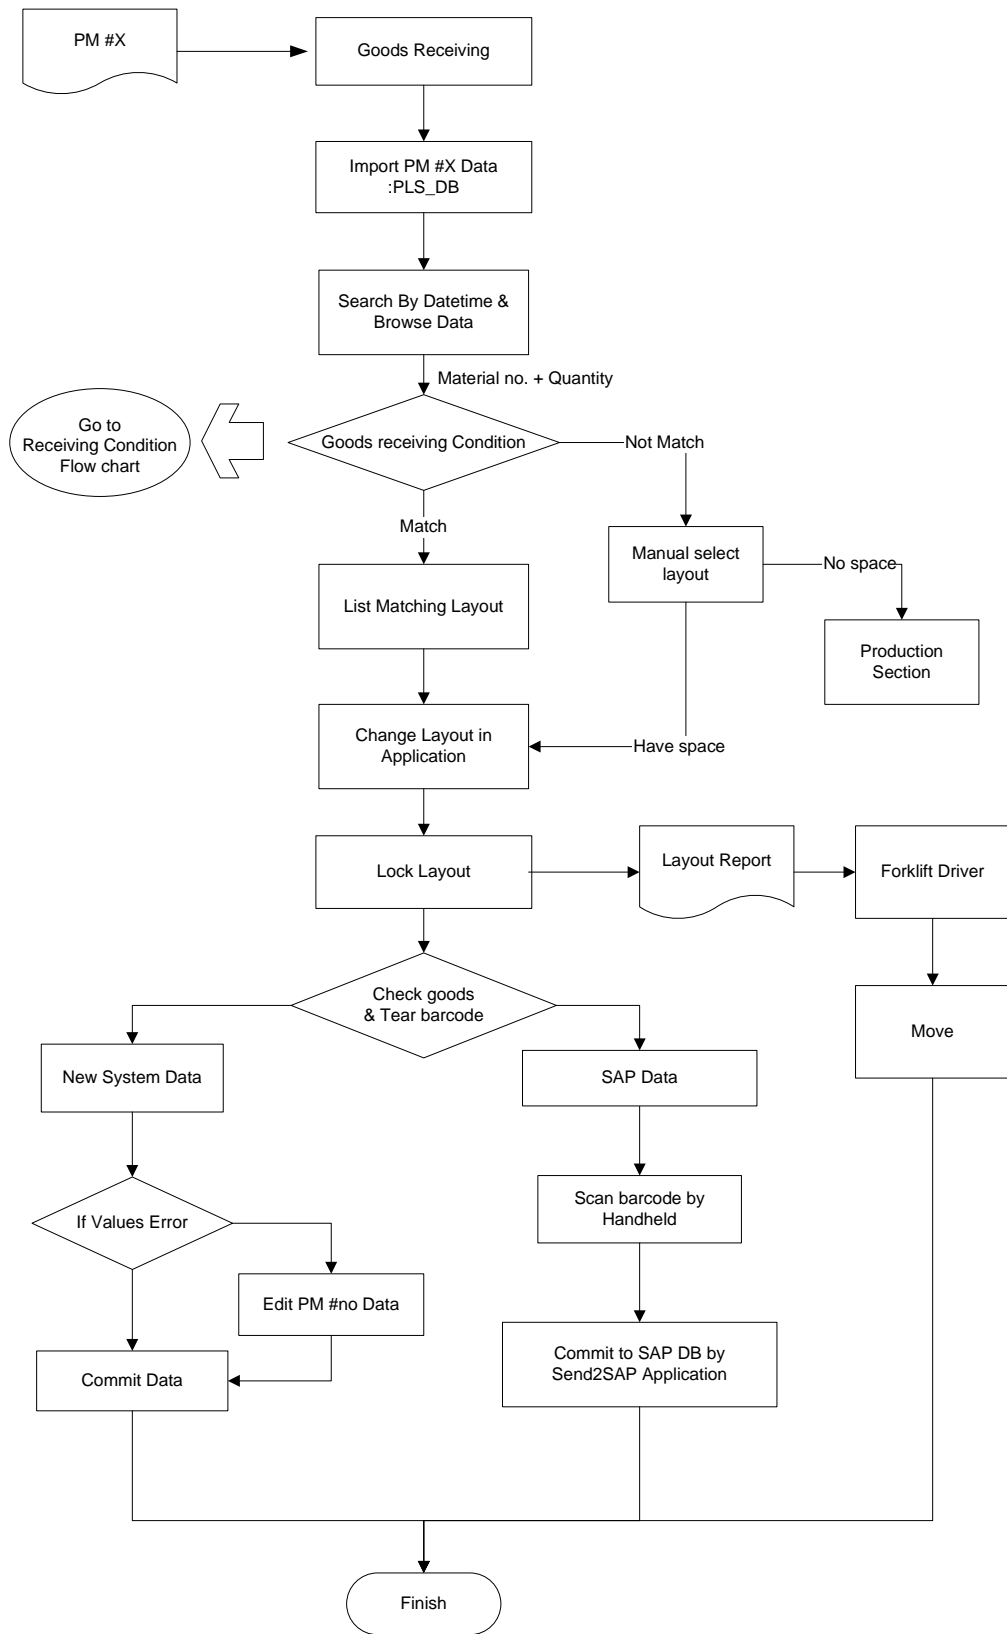 PM #X
Goods Receiving
Import PM #X Data
:PLS_DB
Search By Datetime &
Browse Data
Material no. + Quantity
Go to
Receiving Condition
Flow chart
Goods receiving Condition
Not Match
Match
Manual select
layout
No space
List Matching Layout
Production
Section
Change Layout in
Application
Have space
Lock Layout
Layout Report
Forklift Driver
Check goods
& Tear barcode
Move
New System Data
SAP Data
Scan barcode by
Handheld
If Values Error
Edit PM #no Data
Commit to SAP DB by
Send2SAP Application
Commit Data
Finish